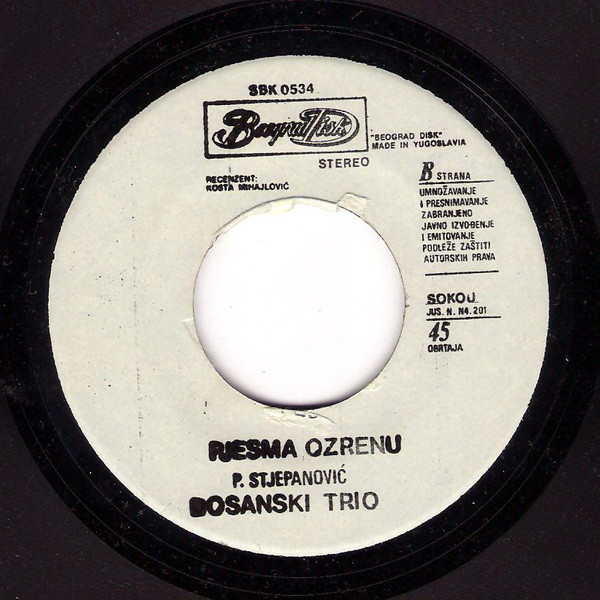 SBK 0534
Beograd Disk
"BEOGRAD DISK"
MADE IN YUGOSLAVIA
STEREO
RECENZENT:
KOSTA MIHAJLOVIĆ
B STRANA
UMNOŽAVANJE
I PRESNIMAVANJE
ZABRANJENO
JAVNO IZVOĐENJE
I EMITOVANJE
PODLEŽE ZAŠTITI
AUTORSKIH PRAVA
SOKOJ
JUS. N. N4. 201
45
OBRTAJA
PJESMA OZRENU
P. STJEPANOVIĆ
BOSANSKI TRIO